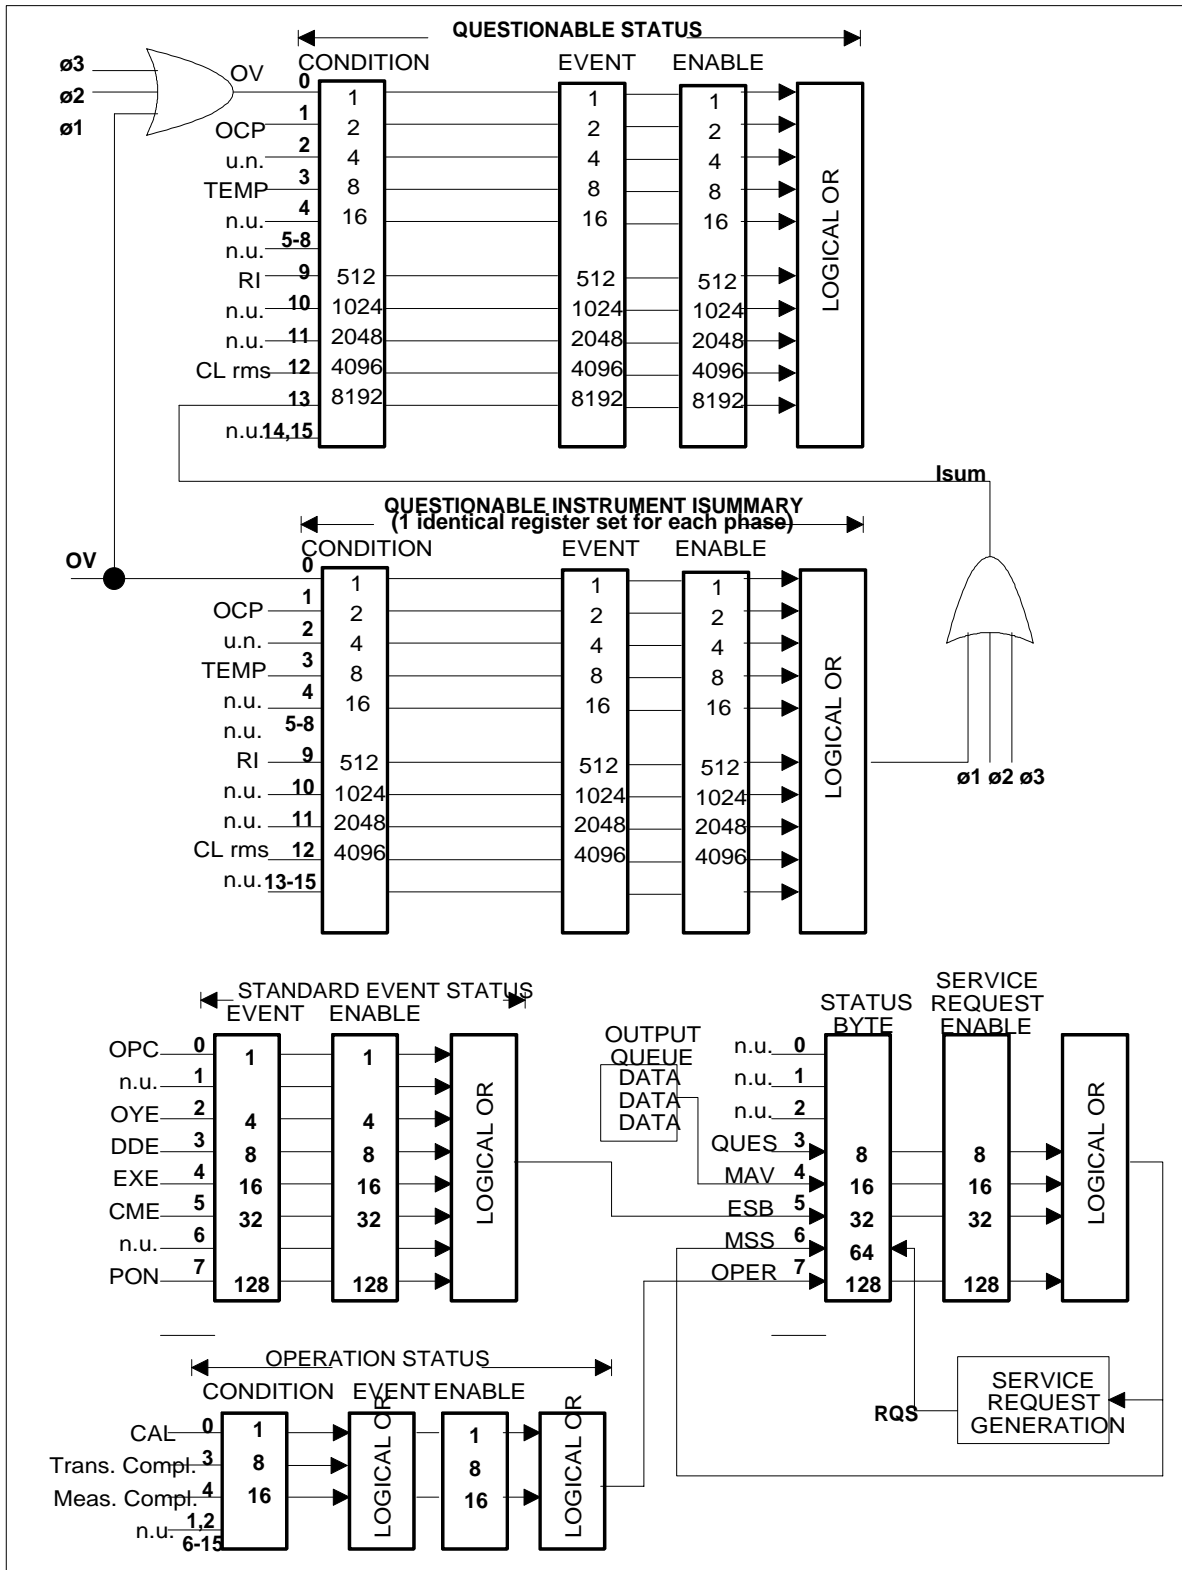 QUESTIONABLE STATUS
CONDITION EVENT ENABLE
ø3
ø2
ø1
OV 0 1 1 1
OCP 1 2 2 2
u.n. 2 4 4 4
TEMP 3 8 8 8
n.u. 4 16 16 16
n.u. 5-8
RI 9 512 512 512
n.u. 10 1024 1024 1024
n.u. 11 2048 2048 2048
CL rms 12 4096 4096 4096
13 8192 8192 8192
n.u. 14,15
LOGICAL OR
Isum
QUESTIONABLE INSTRUMENT ISUMMARY
(1 identical register set for each phase)
CONDITION EVENT ENABLE
OV 0 1 1 1
OCP 1 2 2 2
u.n. 2 4 4 4
TEMP 3 8 8 8
n.u. 4 16 16 16
n.u. 5-8
RI 9 512 512 512
n.u. 10 1024 1024 1024
n.u. 11 2048 2048 2048
CL rms 12 4096 4096 4096
n.u. 13-15
LOGICAL OR
ø1 ø2 ø3
STANDARD EVENT STATUS
EVENT ENABLE
OPC 0 1 1
n.u. 1
OYE 2 4 4
DDE 3 8 8
EXE 4 16 16
CME 5 32 32
n.u. 6
PON 7 128 128
LOGICAL OR
OUTPUT
QUEUE
DATA
DATA
DATA
STATUS
BYTE
SERVICE
REQUEST
ENABLE
n.u. 0
n.u. 1
n.u. 2
QUES 3 8 8
MAV 4 16 16
ESB 5 32 32
MSS 6 64
OPER 7 128 128
LOGICAL OR
OPERATION STATUS
CONDITION EVENT ENABLE
CAL 0 1 1
Trans. Compl. 3 8 8
Meas. Compl. 4 16 16
n.u. 1,2
6-15
LOGICAL OR
LOGICAL OR
RQS
SERVICE
REQUEST
GENERATION